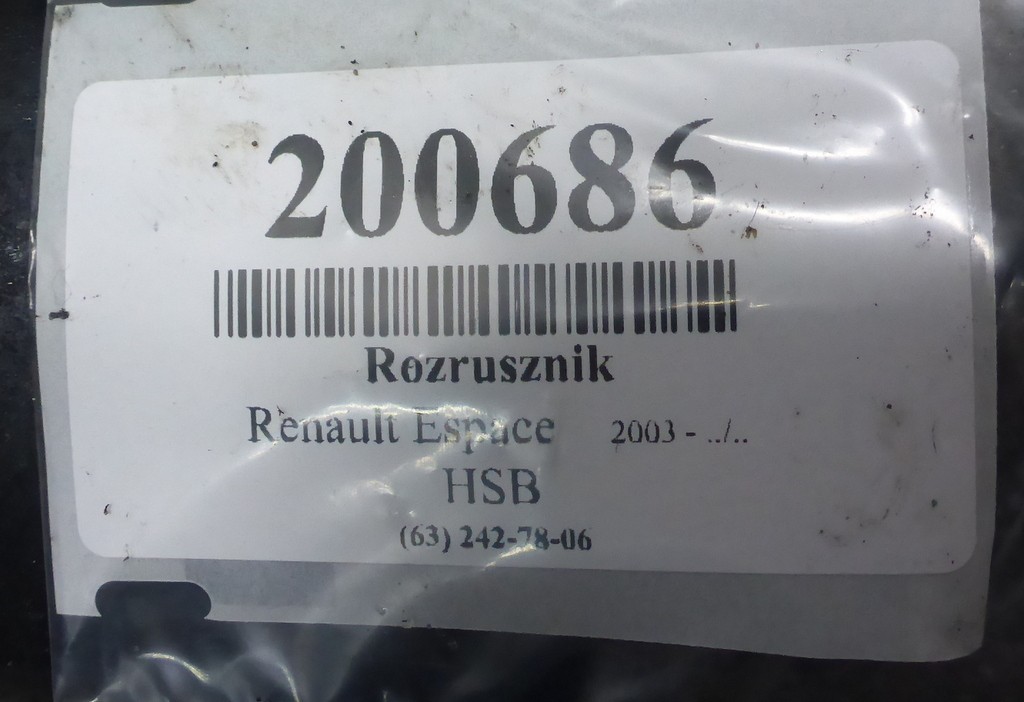 200686
Rozrusznik
Renault Espace 2003 - ../..
HSB
(63) 242-78-06